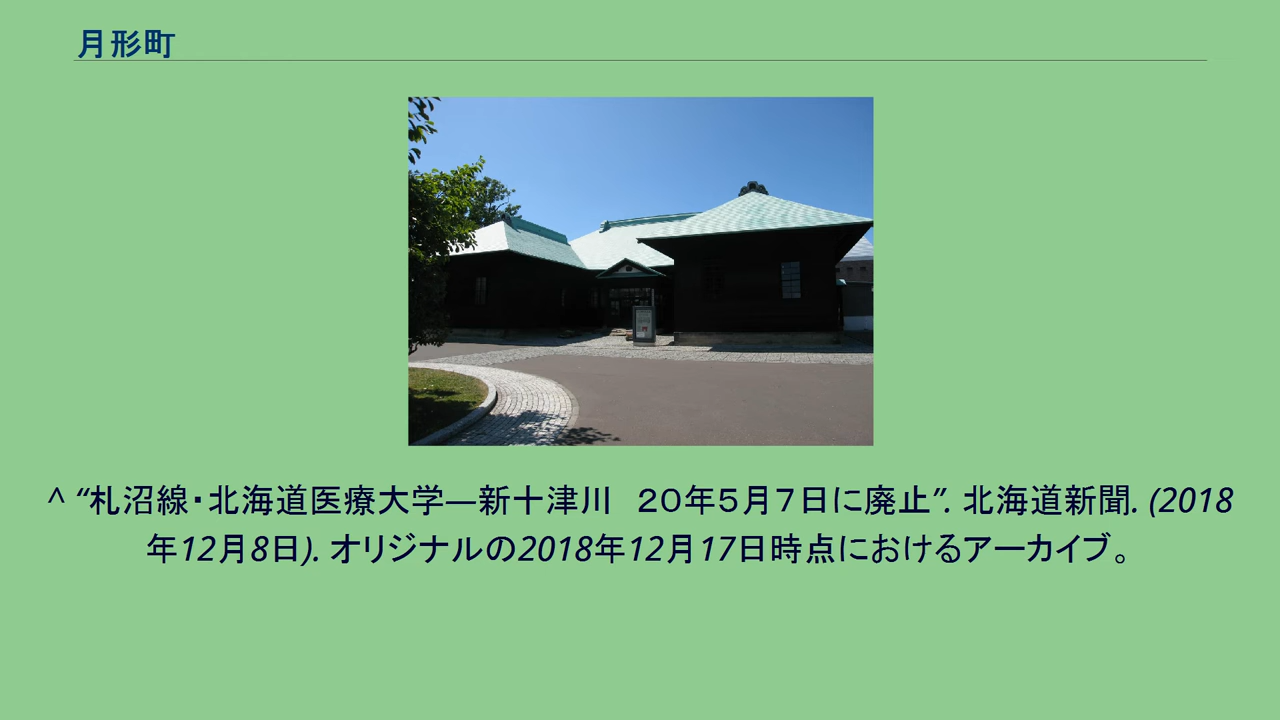 月形町
^ “札沼線・北海道医療大学―新十津川　２０年５月７日に廃止”. 北海道新聞. (2018
年12月8日). オリジナルの2018年12月17日時点におけるアーカイブ。